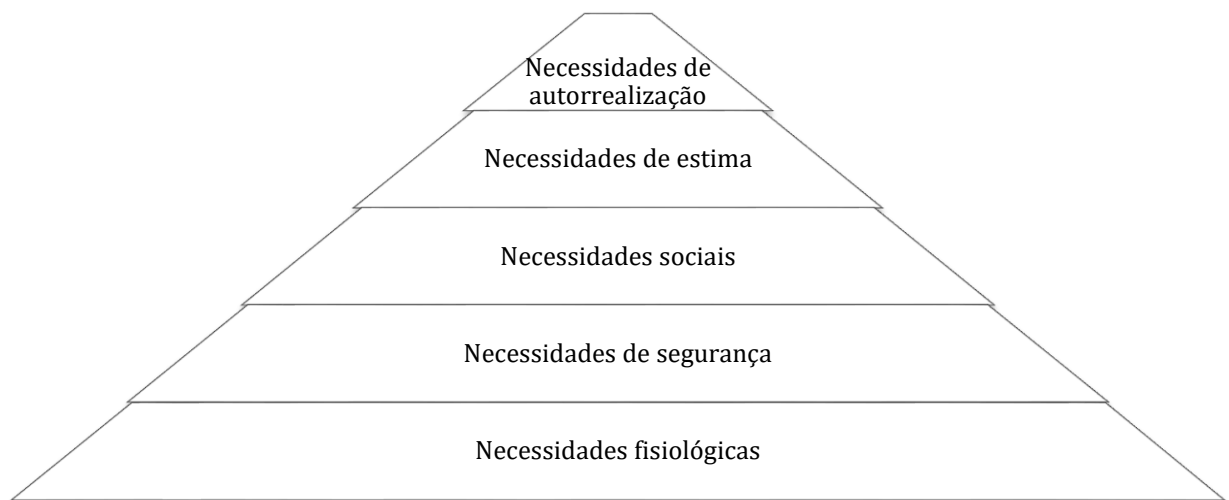 Necessidades de
autorrealização
Necessidades de estima
Necessidades sociais
Necessidades de segurança
Necessidades fisiológicas